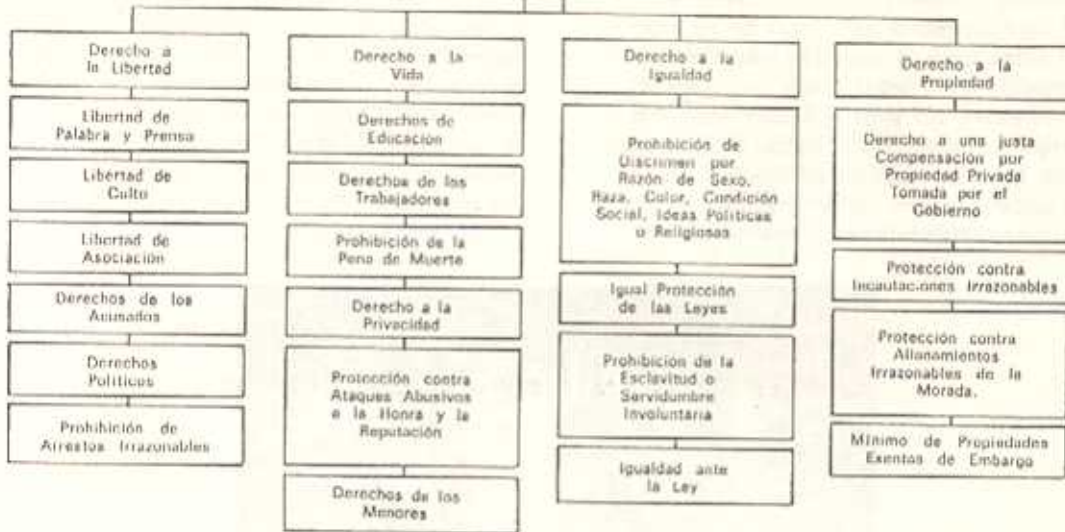 Derecho a
la Libertad
Libertad de
Palabra y Prensa
Libertad de
Culto
Libertad de
Asociación
Derechos de los
Acusados
Derechos
Políticos
Prohibición de
Arrestos Irrazonables
Derecho a la
Vida
Derechos de
Educación
Derechos de los
Trabajadores
Prohibición de la
Pena de Muerte
Derecho a la
Privacidad
Protección contra
Ataques Abusivos
a la Honra y la
Reputación
Derechos de los
Menores
Derecho a la
Igualdad
Prohibición de
Discrimen por
Razón de Sexo,
Raza, Color, Condición
Social, Ideas Políticas
o Religiosas
Igual Protección
de las Leyes
Prohibición de la
Esclavitud o
Servidumbre
Involuntaria
Igualdad ante
la Ley
Derecho a la
Propiedad
Derecho a una justa
Compensación por
Propiedad Privada
Tomada por el
Gobierno
Protección contra
Incautaciones Irrazonables
Protección contra
Allanamientos
Irrazonables de la
Morada.
Mínimo de Propiedades
Exentas de Embargo